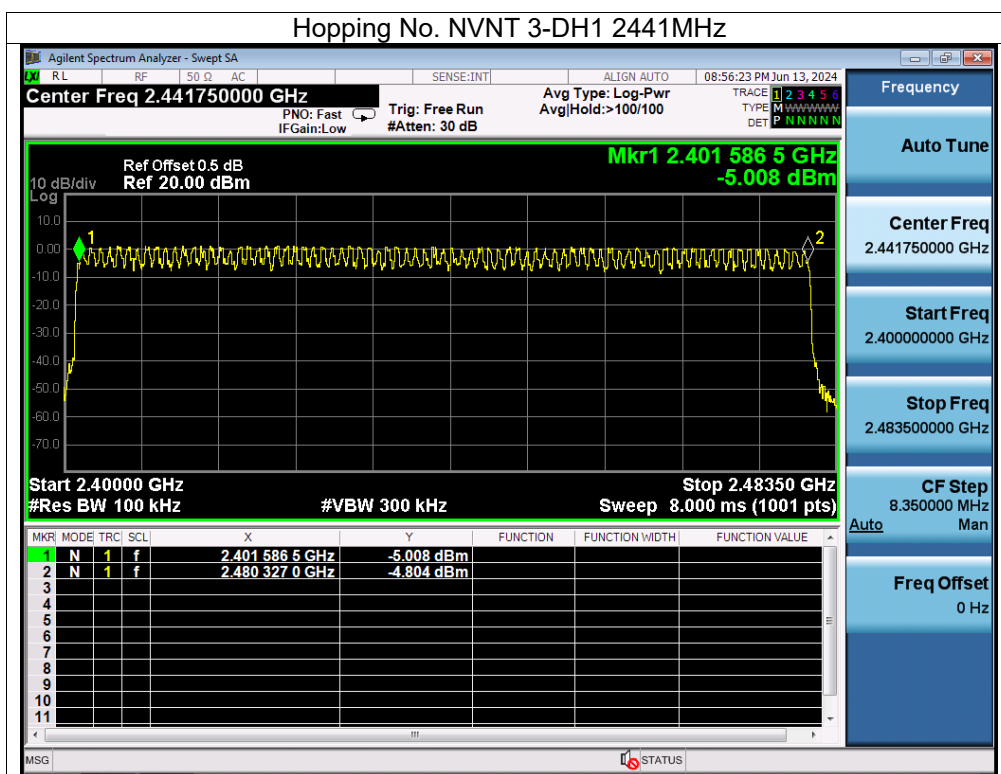 Hopping No. NVNT 3-DH1 2441MHz
Agilent Spectrum Analyzer - Swept SA
LXI RL RF 50 Ω AC SENSE:INT ALIGN AUTO 08:56:23 PM Jun 13, 2024
Center Freq 2.441750000 GHz
PNO: Fast
IFGain:Low
Trig: Free Run
#Atten: 30 dB
Avg Type: Log-Pwr
Avg|Hold:>100/100
TRACE 1 2 3 4 5 6
TYPE M WWWWW
DET P N N N N N
Ref Offset 0.5 dB
10 dB/div Ref 20.00 dBm
Log
Mkr1 2.401 586 5 GHz
-5.008 dBm
10.0
0.00
-10.0
-20.0
-30.0
-40.0
-50.0
-60.0
-70.0
1
2
Start 2.40000 GHz Stop 2.48350 GHz
#Res BW 100 kHz #VBW 300 kHz Sweep 8.000 ms (1001 pts)
MKR MODE TRC SCL X Y FUNCTION FUNCTION WIDTH FUNCTION VALUE
1 N 1 f 2.401 586 5 GHz -5.008 dBm
2 N 1 f 2.480 327 0 GHz -4.804 dBm
3
4
5
6
7
8
9
10
11
MSG STATUS
Frequency
Auto Tune
Center Freq
2.441750000 GHz
Start Freq
2.400000000 GHz
Stop Freq
2.483500000 GHz
CF Step
8.350000 MHz
Auto Man
Freq Offset
0 Hz